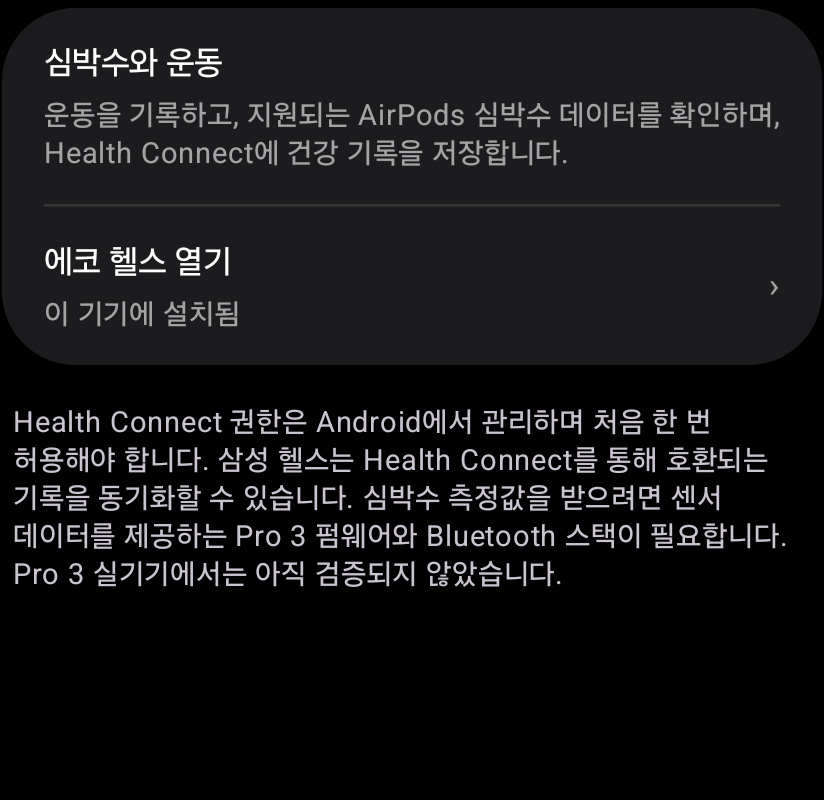 심박수와 운동
운동을 기록하고, 지원되는 AirPods 심박수 데이터를 확인하며,
Health Connect에 건강 기록을 저장합니다.
에코 헬스 열기
이 기기에 설치됨
›
Health Connect 권한은 Android에서 관리하며 처음 한 번
허용해야 합니다. 삼성 헬스는 Health Connect를 통해 호환되는
기록을 동기화할 수 있습니다. 심박수 측정값을 받으려면 센서
데이터를 제공하는 Pro 3 펌웨어와 Bluetooth 스택이 필요합니다.
Pro 3 실기기에서는 아직 검증되지 않았습니다.